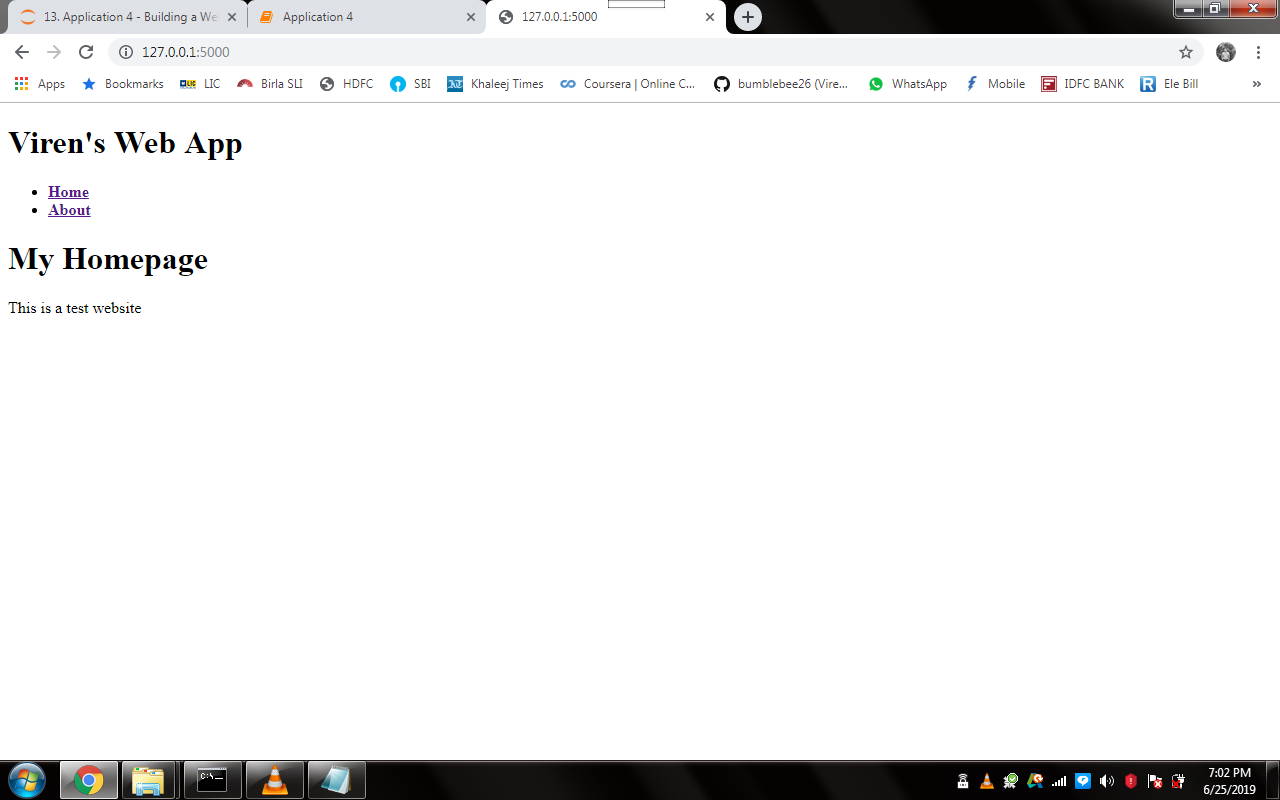 13. Application 4 - Building a We
Application 4
127.0.0.1:5000
127.0.0.1:5000
Apps
Bookmarks
LIC
Birla SLI
HDFC
SBI
Khaleej Times
Coursera | Online C...
bumblebee26 (Vire...
WhatsApp
Mobile
IDFC BANK
Ele Bill
»
Viren's Web App
Home
About
My Homepage
This is a test website
7:02 PM
6/25/2019